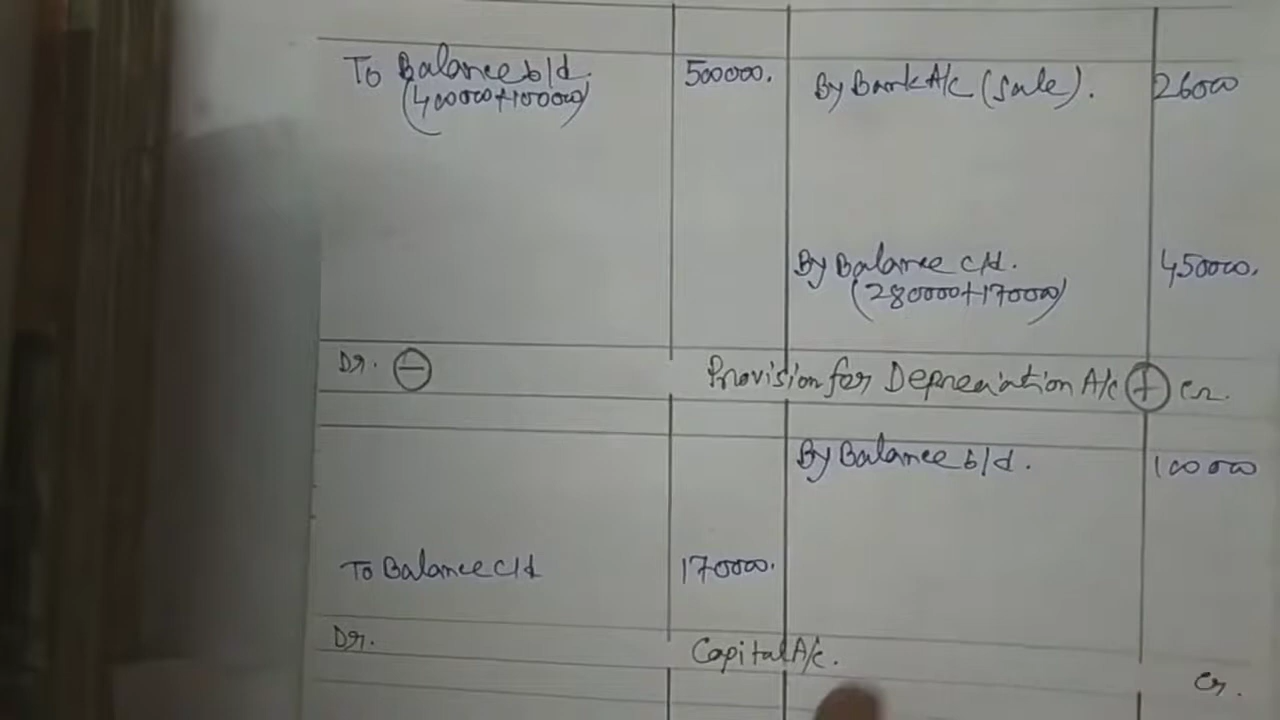 To Balance b/d. 500000. By Bank A/c (sale). 26000
(400000+100000)
By Balance c/d. 450000.
(280000+170000)
Dr. - Provision for Depreciation A/c + Cr.
By Balance b/d. 100000
To Balance c/d 170000.
Dr. Capital A/c. Cr.